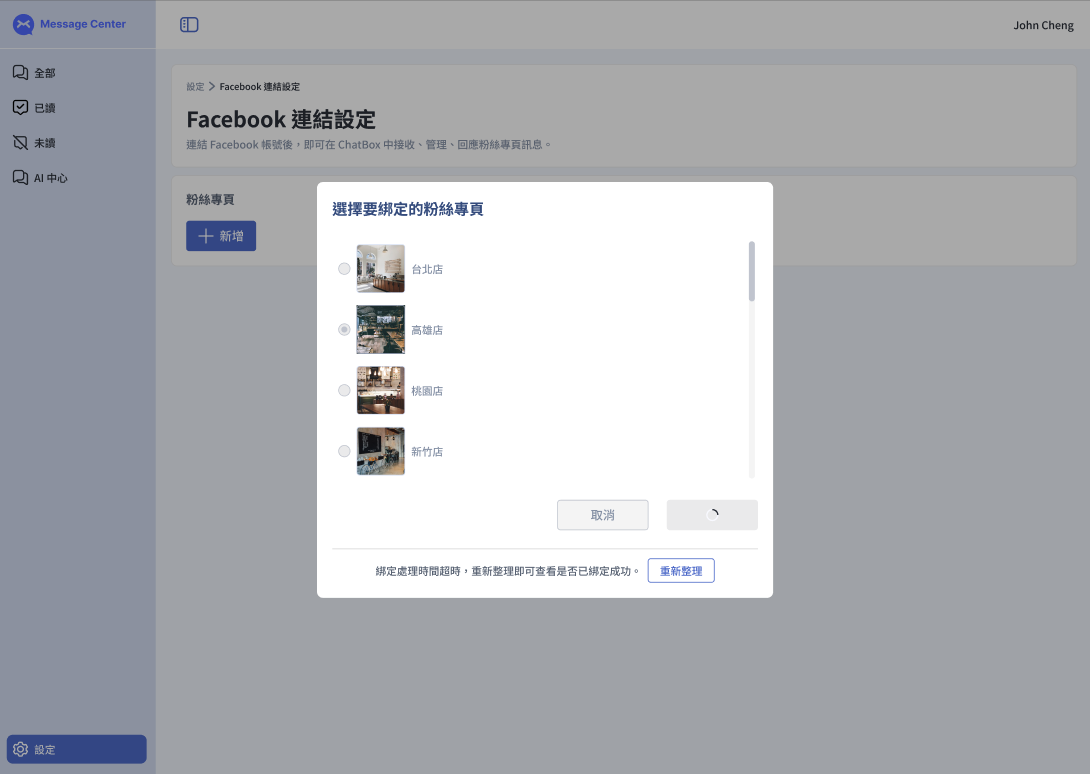 Message Center
John Cheng
全部
已讀
未讀
AI 中心
設定
設定 > Facebook 連結設定
Facebook 連結設定
連結 Facebook 帳號後，即可在 ChatBox 中接收、管理、回應粉絲專頁訊息。
粉絲專頁
新增
選擇要綁定的粉絲專頁
台北店
高雄店
桃園店
新竹店
取消
綁定處理時間超時，重新整理即可查看是否已綁定成功。
重新整理